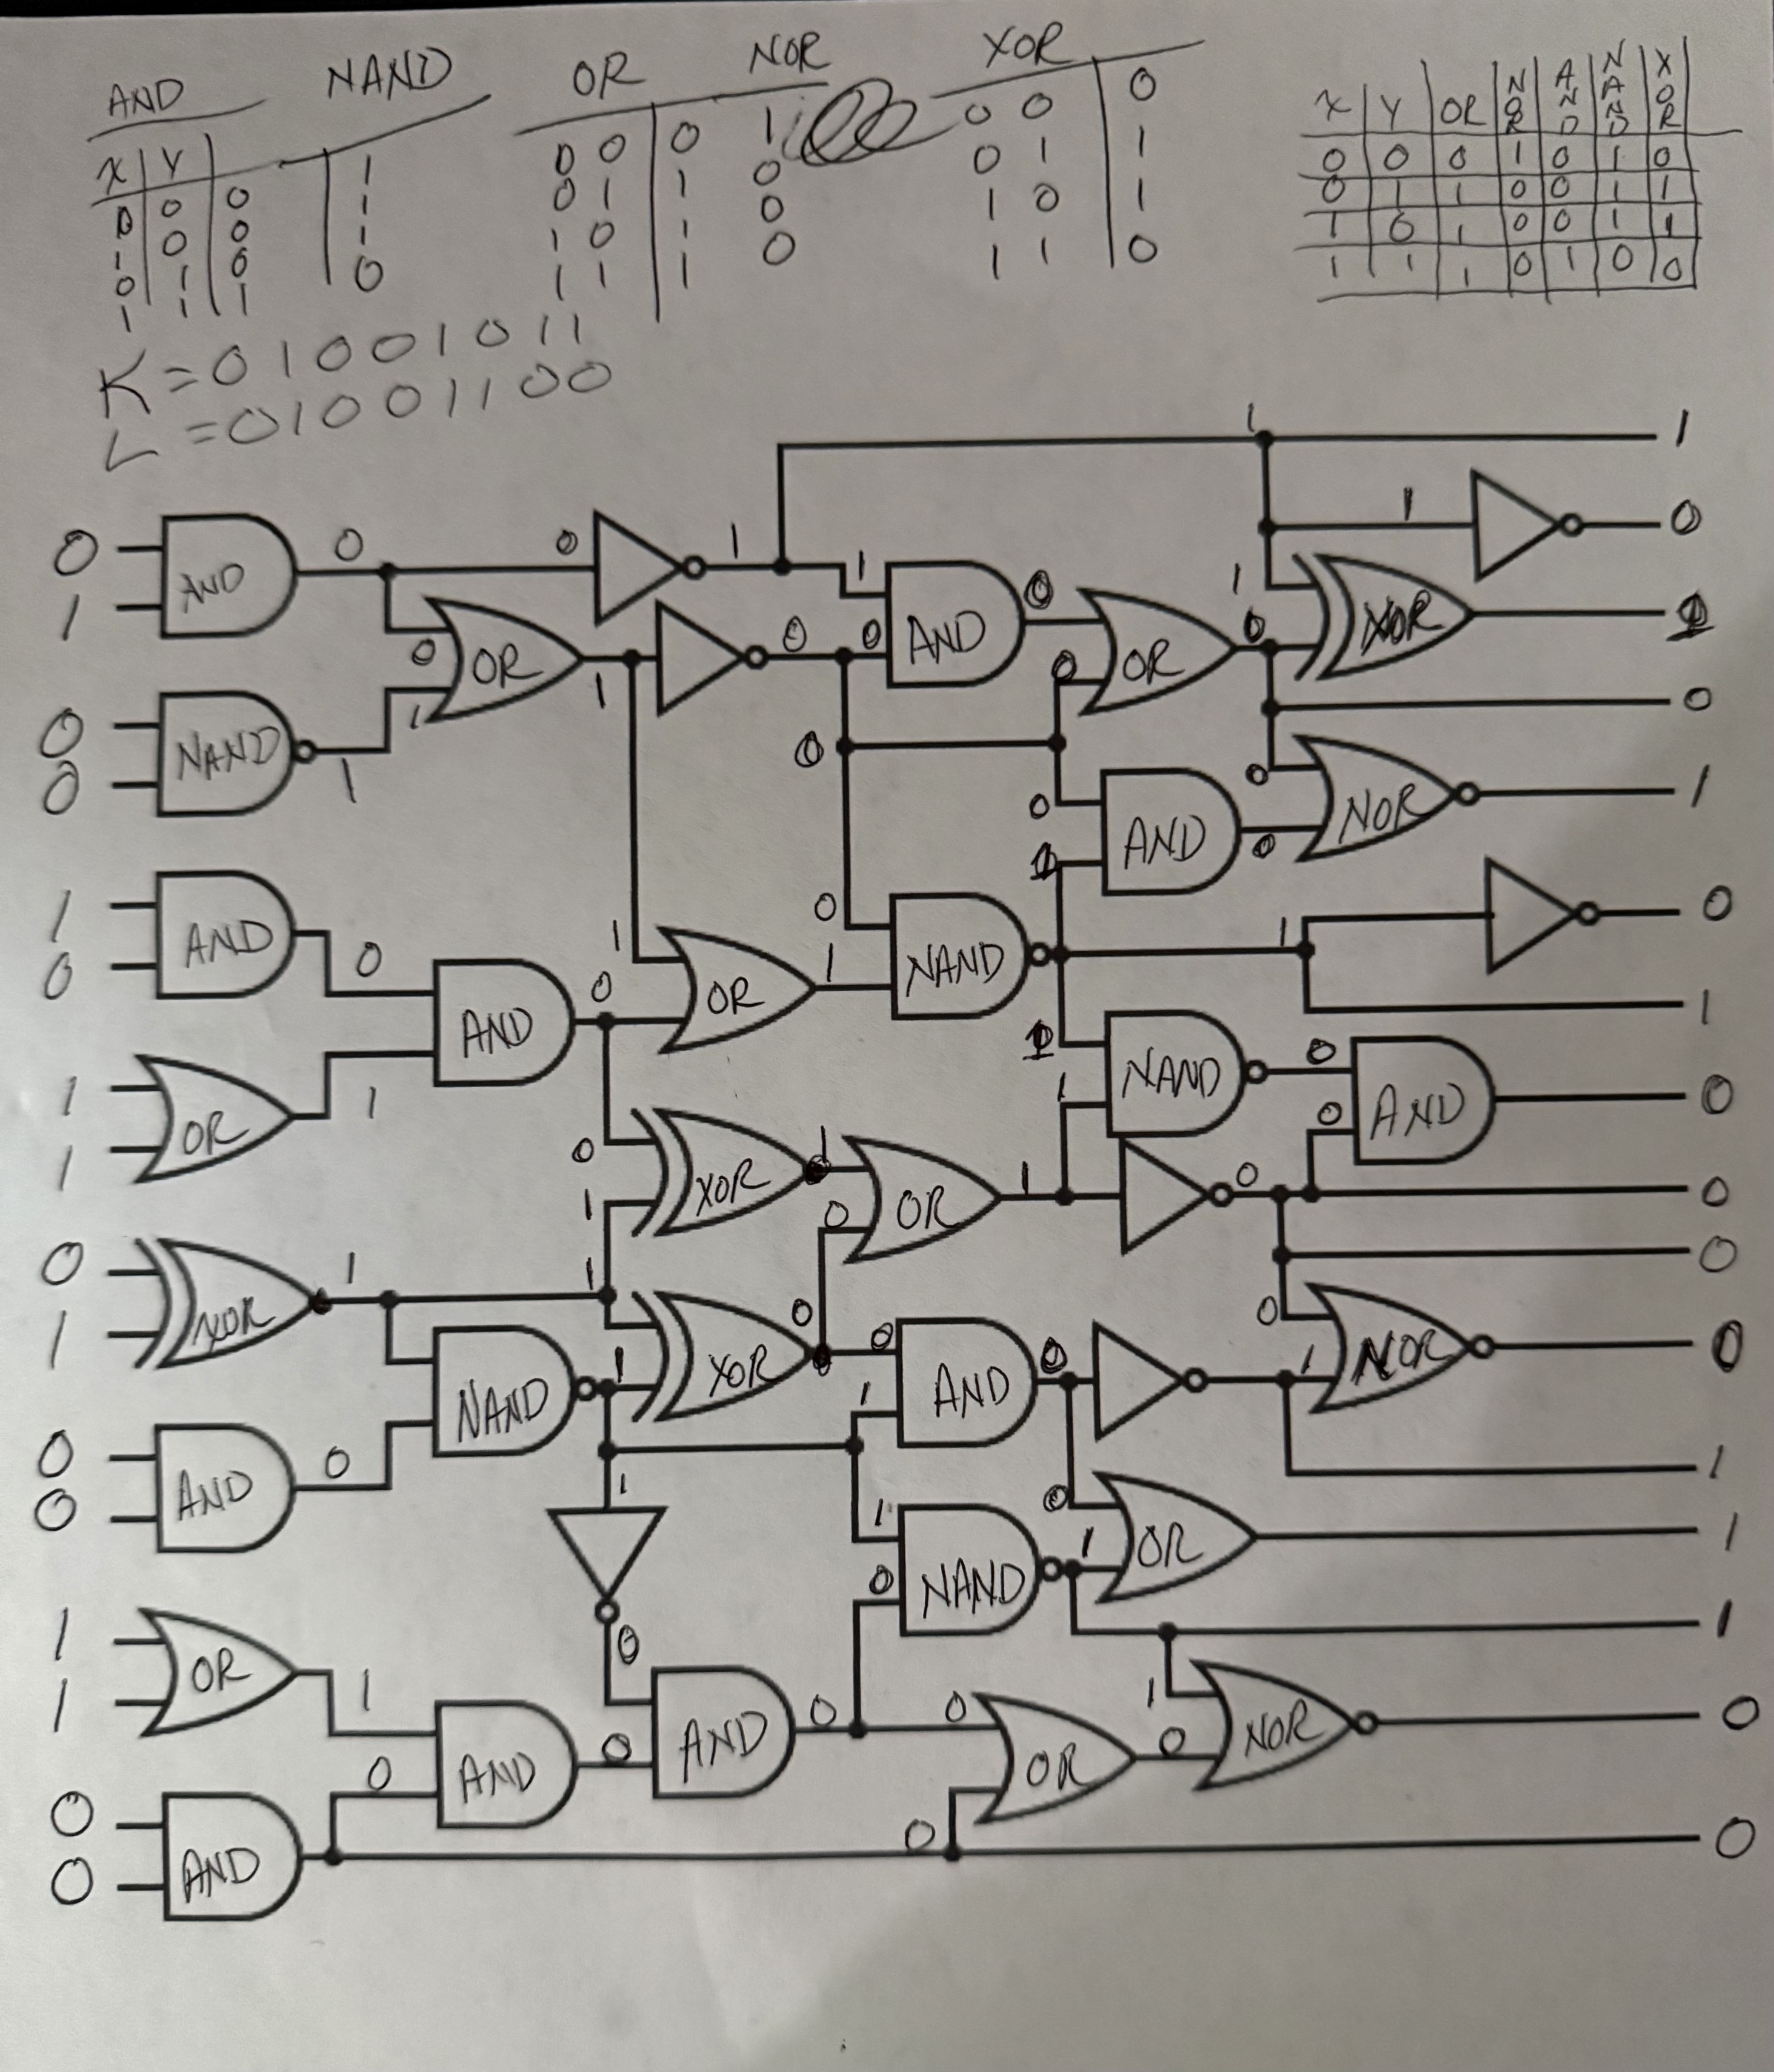 AND NAND OR NOR XOR
X Y
0 0 0 1
1 0 0 1
0 1 0 1
1 1 1 0
0 0 0 1
0 1 1 0
1 0 1 0
1 1 1 0
0 0 0
0 1 1
1 0 1
1 1 0
X Y OR NOR AND NAND XOR
0 0 0 1 0 1 0
0 1 1 0 0 1 1
1 0 1 0 0 1 1
1 1 1 0 1 0 0
K = 01001011
L = 01001100
1 1
1 0
0 AND 0 0 1 1 AND 0 1 XOR 1
1 0 OR 1 0 0 0 OR 0 0
0 NAND 1 1 0 0 AND 0 0 NOR 1
0 1
1 AND 0 0 1 0
0 AND 0 1 OR 1 NAND 1 1
1 OR 1 1 NAND 0 AND 0
1 0 XOR 1 OR 1 1 0 0 0
0 XOR 1 1 1 0 0
1 NAND 1 XOR 0 0 AND 0 0 1 NOR 0
0 AND 0 1 1 1
0 1 0 OR 1
1 OR 1 0 0 NAND 1 1
1 AND 0 AND 0 0 OR 0 1 NOR 0
0 AND 0 0 0
0